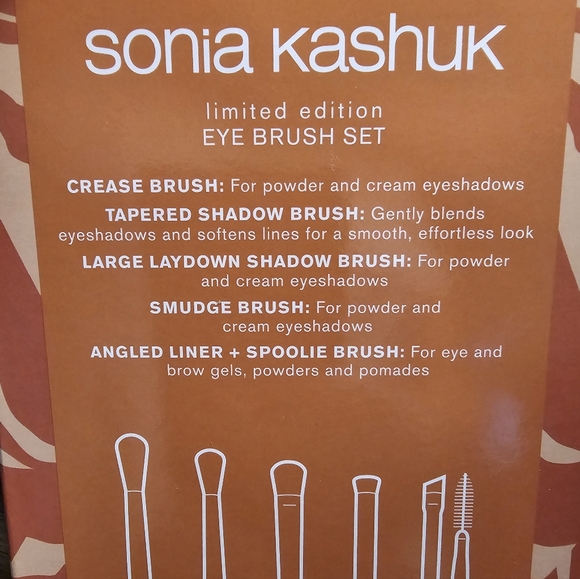 sonia kashuk
limited edition
EYE BRUSH SET
CREASE BRUSH: For powder and cream eyeshadows
TAPERED SHADOW BRUSH: Gently blends
eyeshadows and softens lines for a smooth, effortless look
LARGE LAYDOWN SHADOW BRUSH: For powder
and cream eyeshadows
SMUDGE BRUSH: For powder and
cream eyeshadows
ANGLED LINER + SPOOLIE BRUSH: For eye and
brow gels, powders and pomades